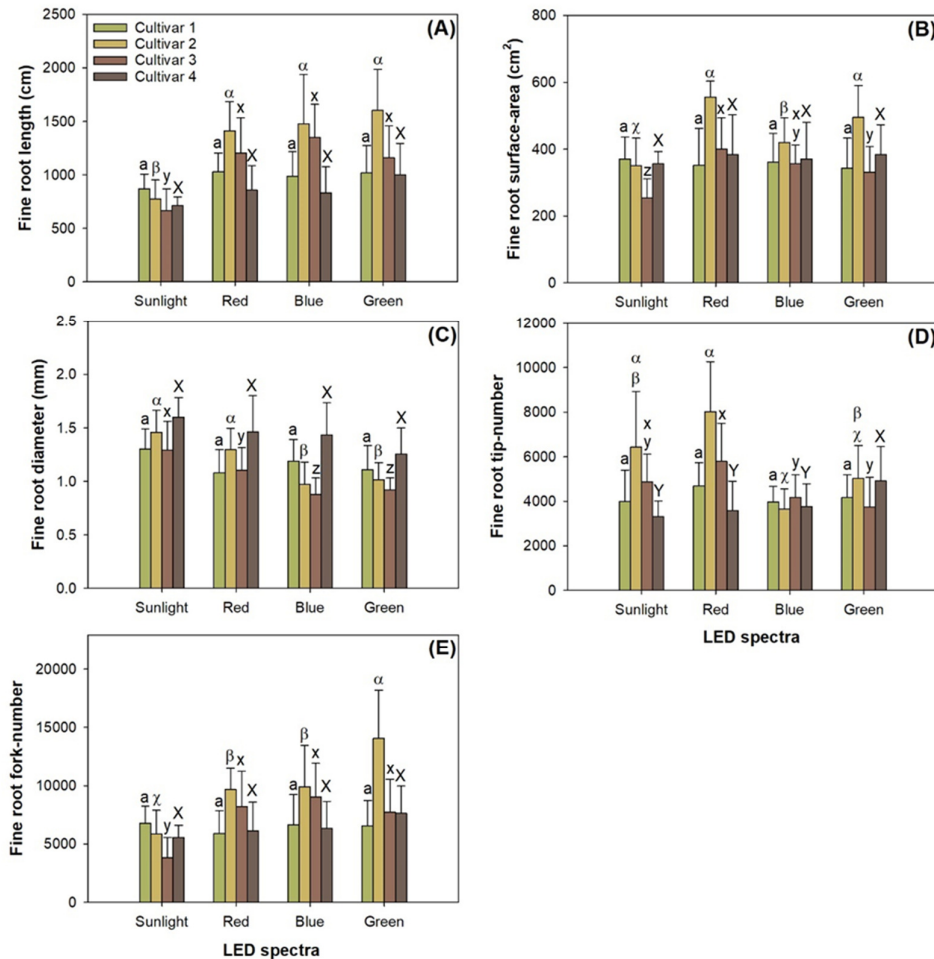 (A)
Fine root length (cm)
2500
2000
1500
1000
500
0
Cultivar 1
Cultivar 2
Cultivar 3
Cultivar 4
a β y X
a α x X
a α x X
a α x X
Sunlight Red Blue Green
(B)
Fine root surface-area (cm²)
800
600
400
200
0
a χ z X
a α x X
a β x y X
a α y X
Sunlight Red Blue Green
(C)
Fine root diameter (mm)
2.5
2.0
1.5
1.0
0.5
0.0
a α x X
a α y X
a β z X
a β z X
Sunlight Red Blue Green
(D)
Fine root tip-number
12000
10000
8000
6000
4000
2000
0
a α β x y Y
a α x Y
a χ y Y
a β χ y X
Sunlight Red Blue Green
LED spectra
(E)
Fine root fork-number
20000
15000
10000
5000
0
a χ y X
a β x X
a β x X
a α x X
Sunlight Red Blue Green
LED spectra